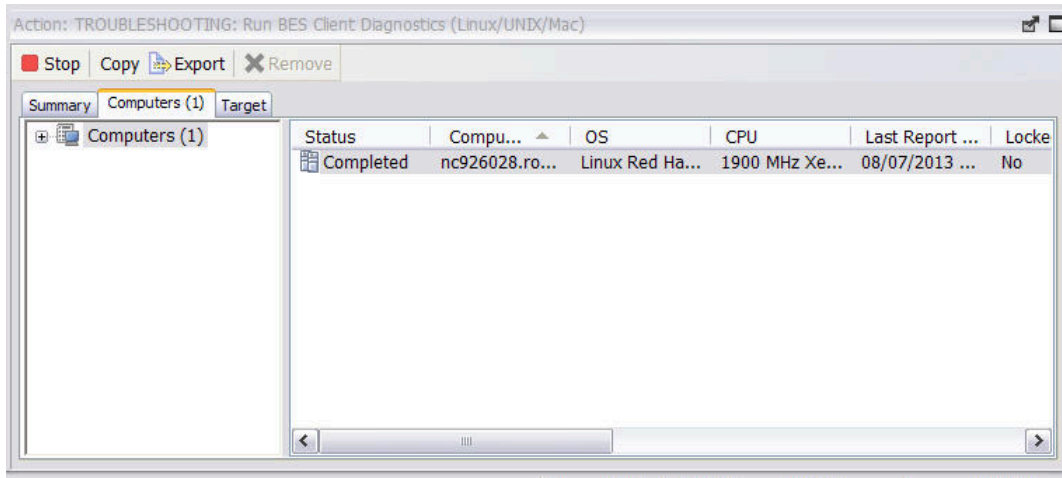 Action: TROUBLESHOOTING: Run BES Client Diagnostics (Linux/UNIX/Mac)
Stop Copy Export Remove
Summary Computers (1) Target
Computers (1)
Status Compu... OS CPU Last Report ... Locke
Completed nc926028.ro... Linux Red Ha... 1900 MHz Xe... 08/07/2013 ... No